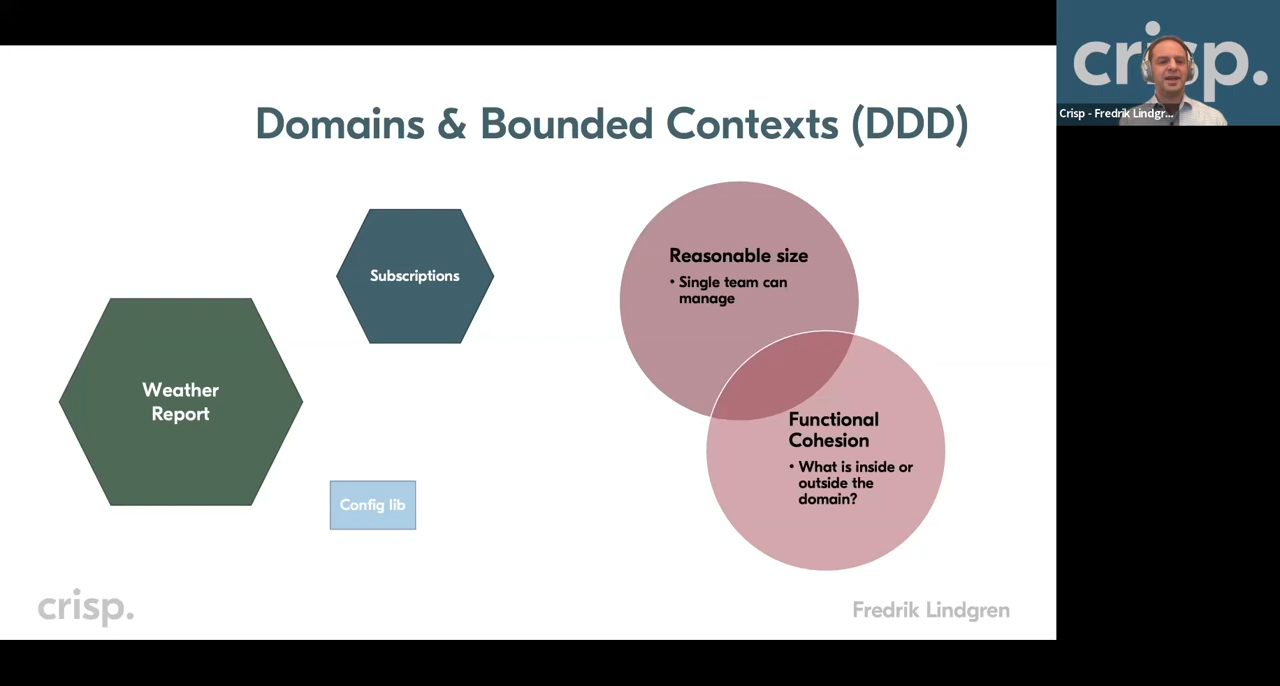 Domains & Bounded Contexts (DDD)
Subscriptions
Weather
Report
Config lib
Reasonable size
• Single team can
manage
Functional
Cohesion
• What is inside or
outside the
domain?
crisp.
Fredrik Lindgren
crisp.
Crisp - Fredrik Lindgr...